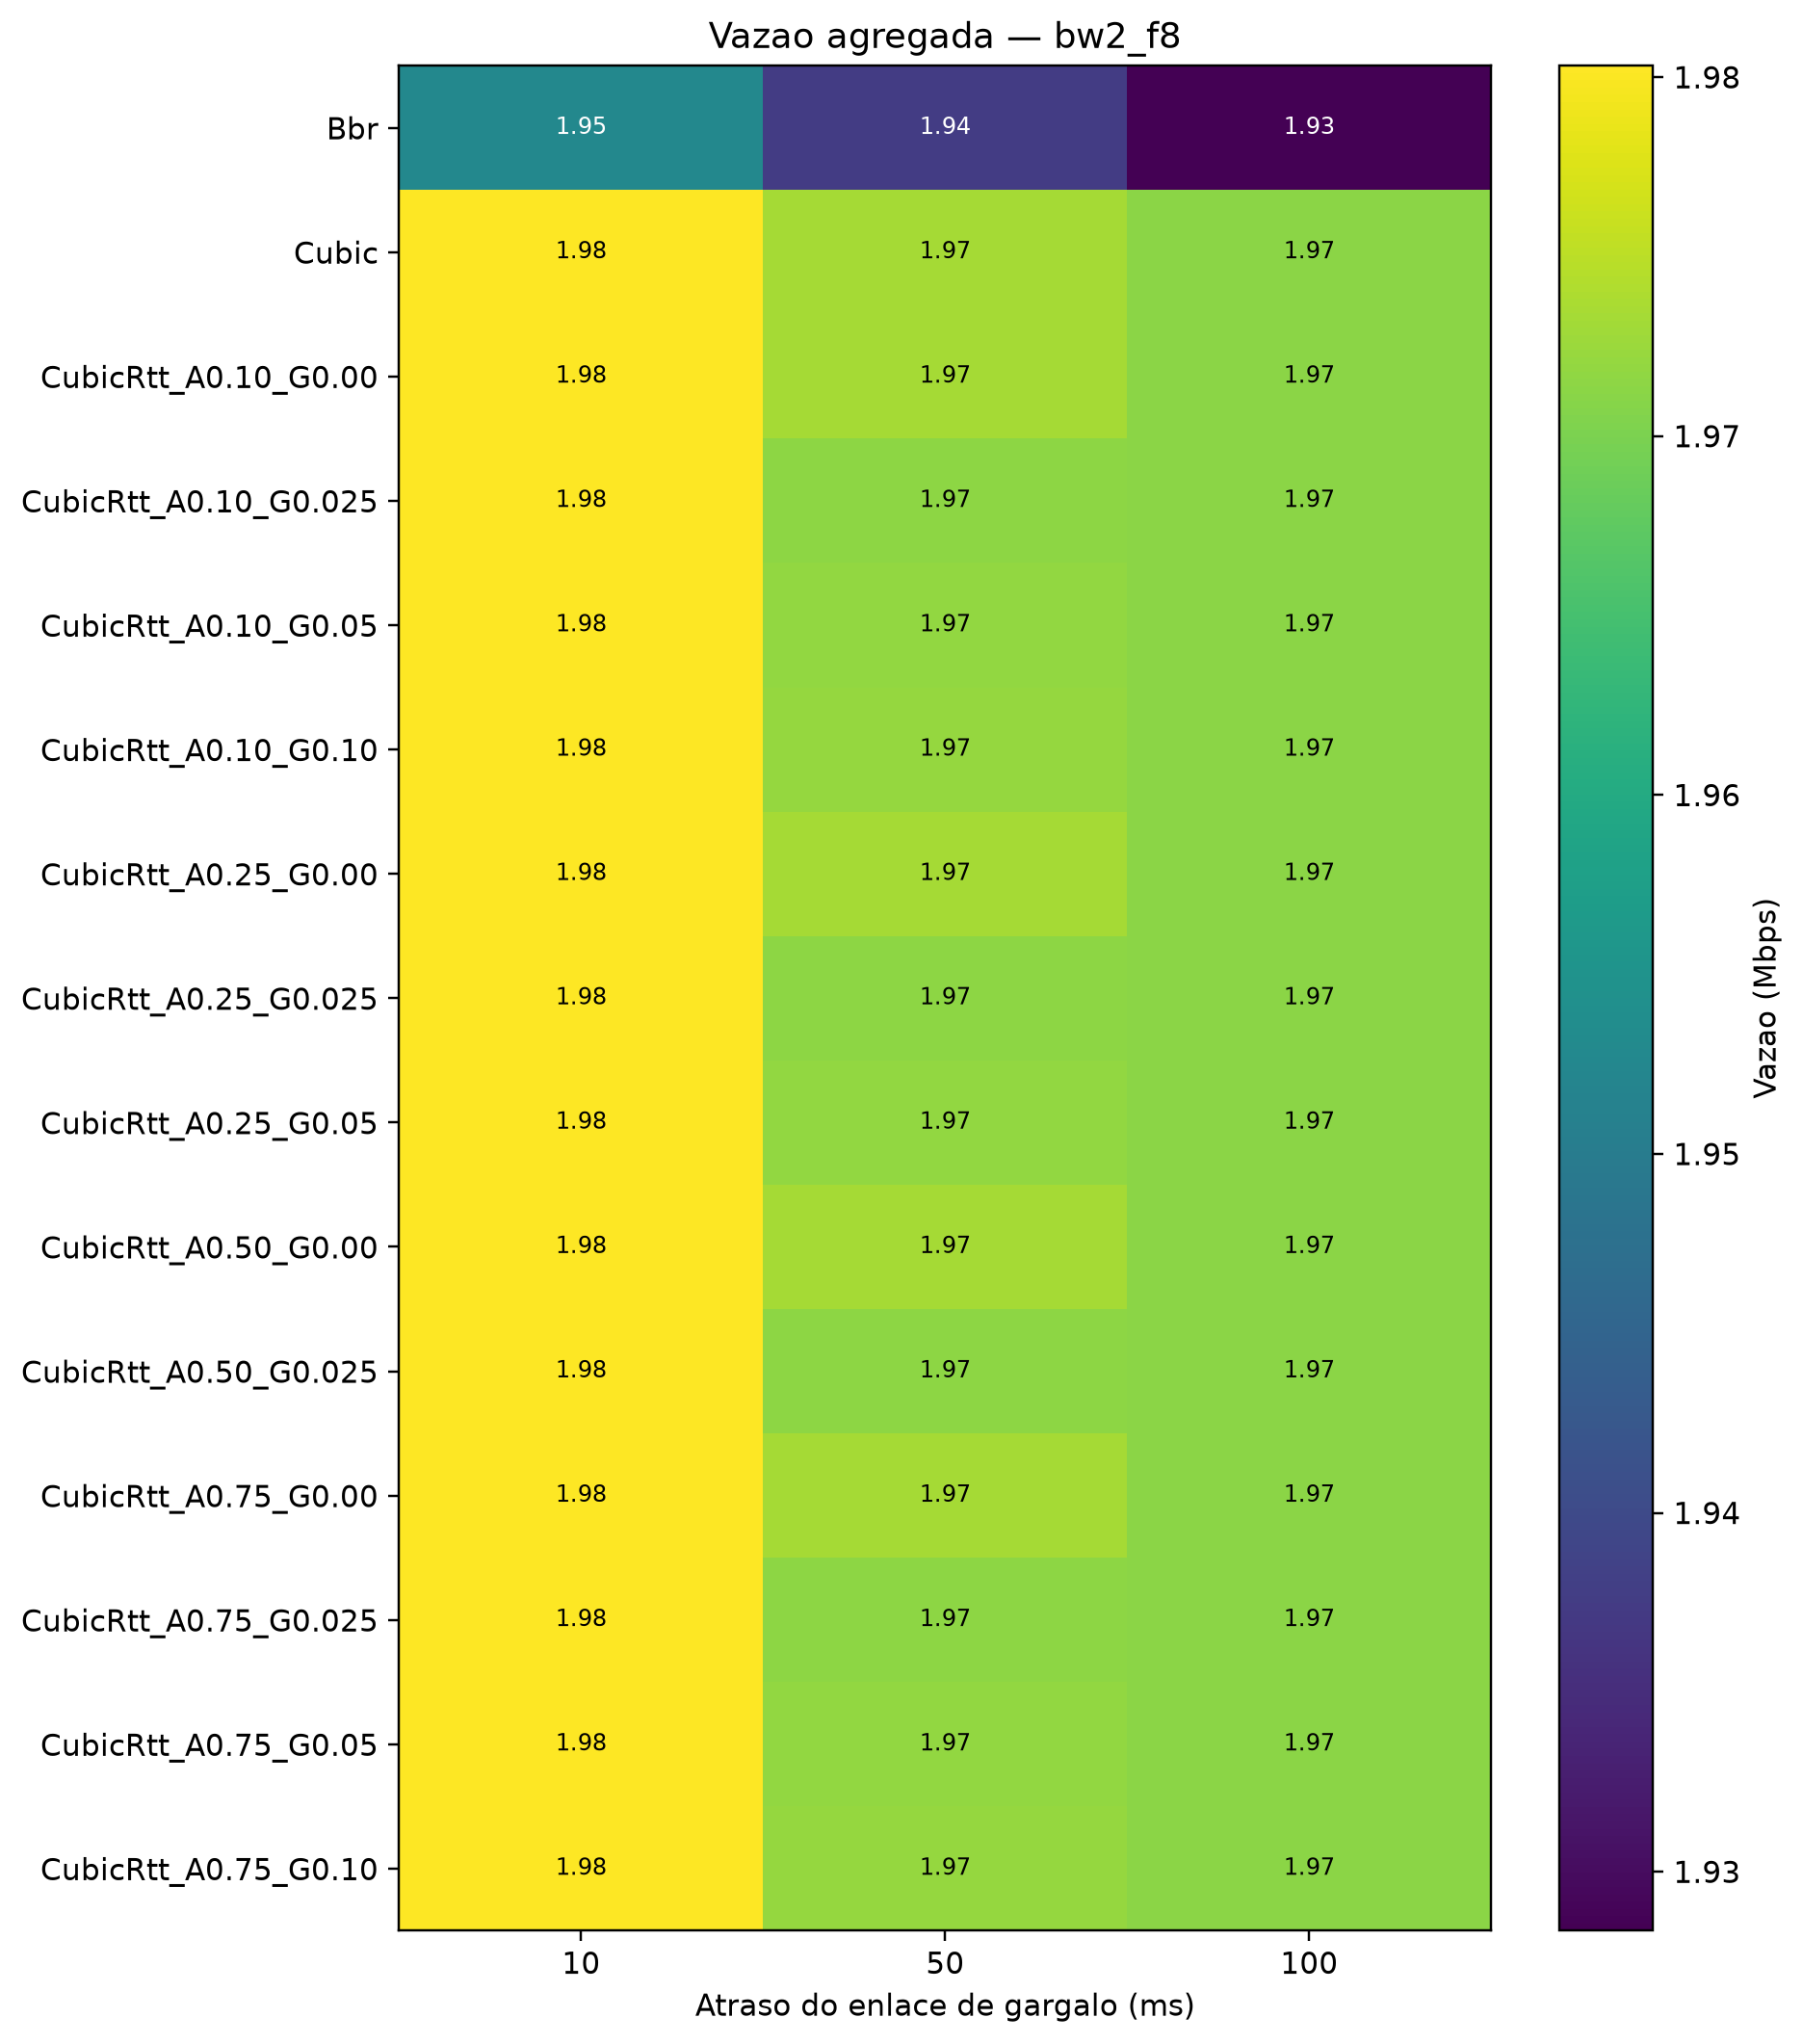 Vazao agregada — bw2_f8
Bbr 1.95 1.94 1.93
Cubic 1.98 1.97 1.97
CubicRtt_A0.10_G0.00 1.98 1.97 1.97
CubicRtt_A0.10_G0.025 1.98 1.97 1.97
CubicRtt_A0.10_G0.05 1.98 1.97 1.97
CubicRtt_A0.10_G0.10 1.98 1.97 1.97
CubicRtt_A0.25_G0.00 1.98 1.97 1.97
CubicRtt_A0.25_G0.025 1.98 1.97 1.97
CubicRtt_A0.25_G0.05 1.98 1.97 1.97
CubicRtt_A0.50_G0.00 1.98 1.97 1.97
CubicRtt_A0.50_G0.025 1.98 1.97 1.97
CubicRtt_A0.75_G0.00 1.98 1.97 1.97
CubicRtt_A0.75_G0.025 1.98 1.97 1.97
CubicRtt_A0.75_G0.05 1.98 1.97 1.97
CubicRtt_A0.75_G0.10 1.98 1.97 1.97
10 50 100
Atraso do enlace de gargalo (ms)
1.98
1.97
1.96
1.95
1.94
1.93
Vazao (Mbps)